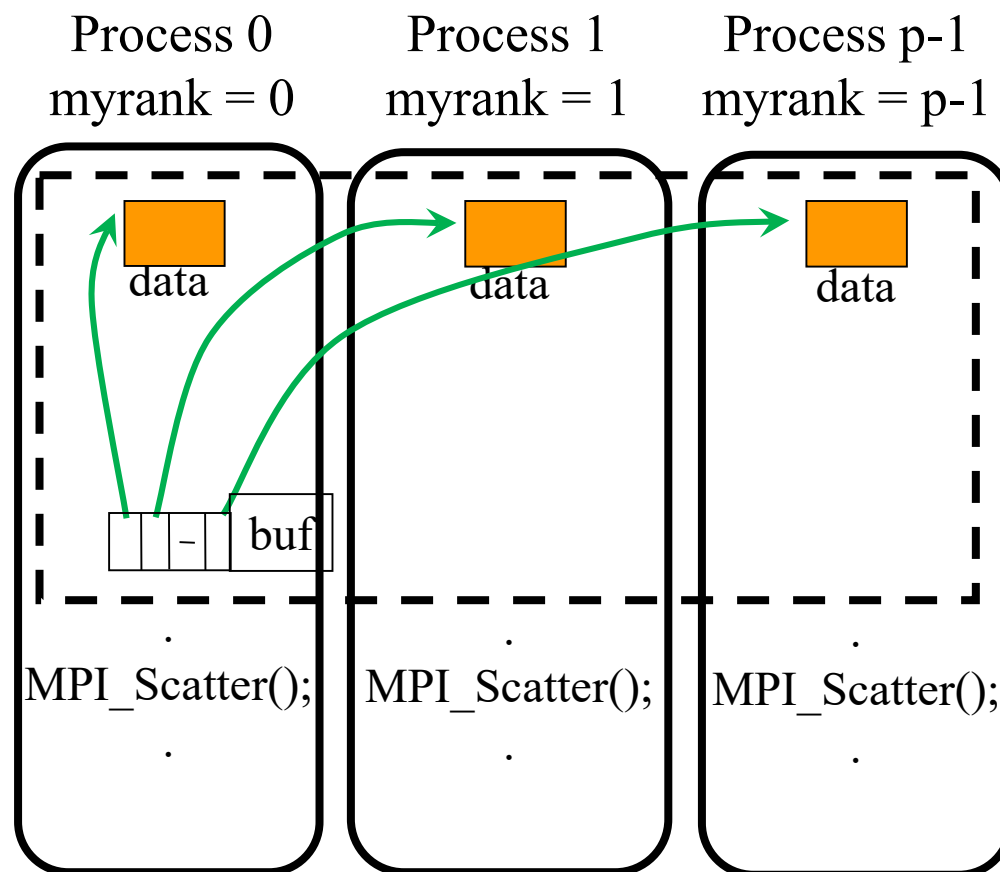 Process 0
myrank = 0
Process 1
myrank = 1
Process p-1
myrank = p-1
data
data
data
–
buf
.
MPI_Scatter();
.
.
MPI_Scatter();
.
.
MPI_Scatter();
.